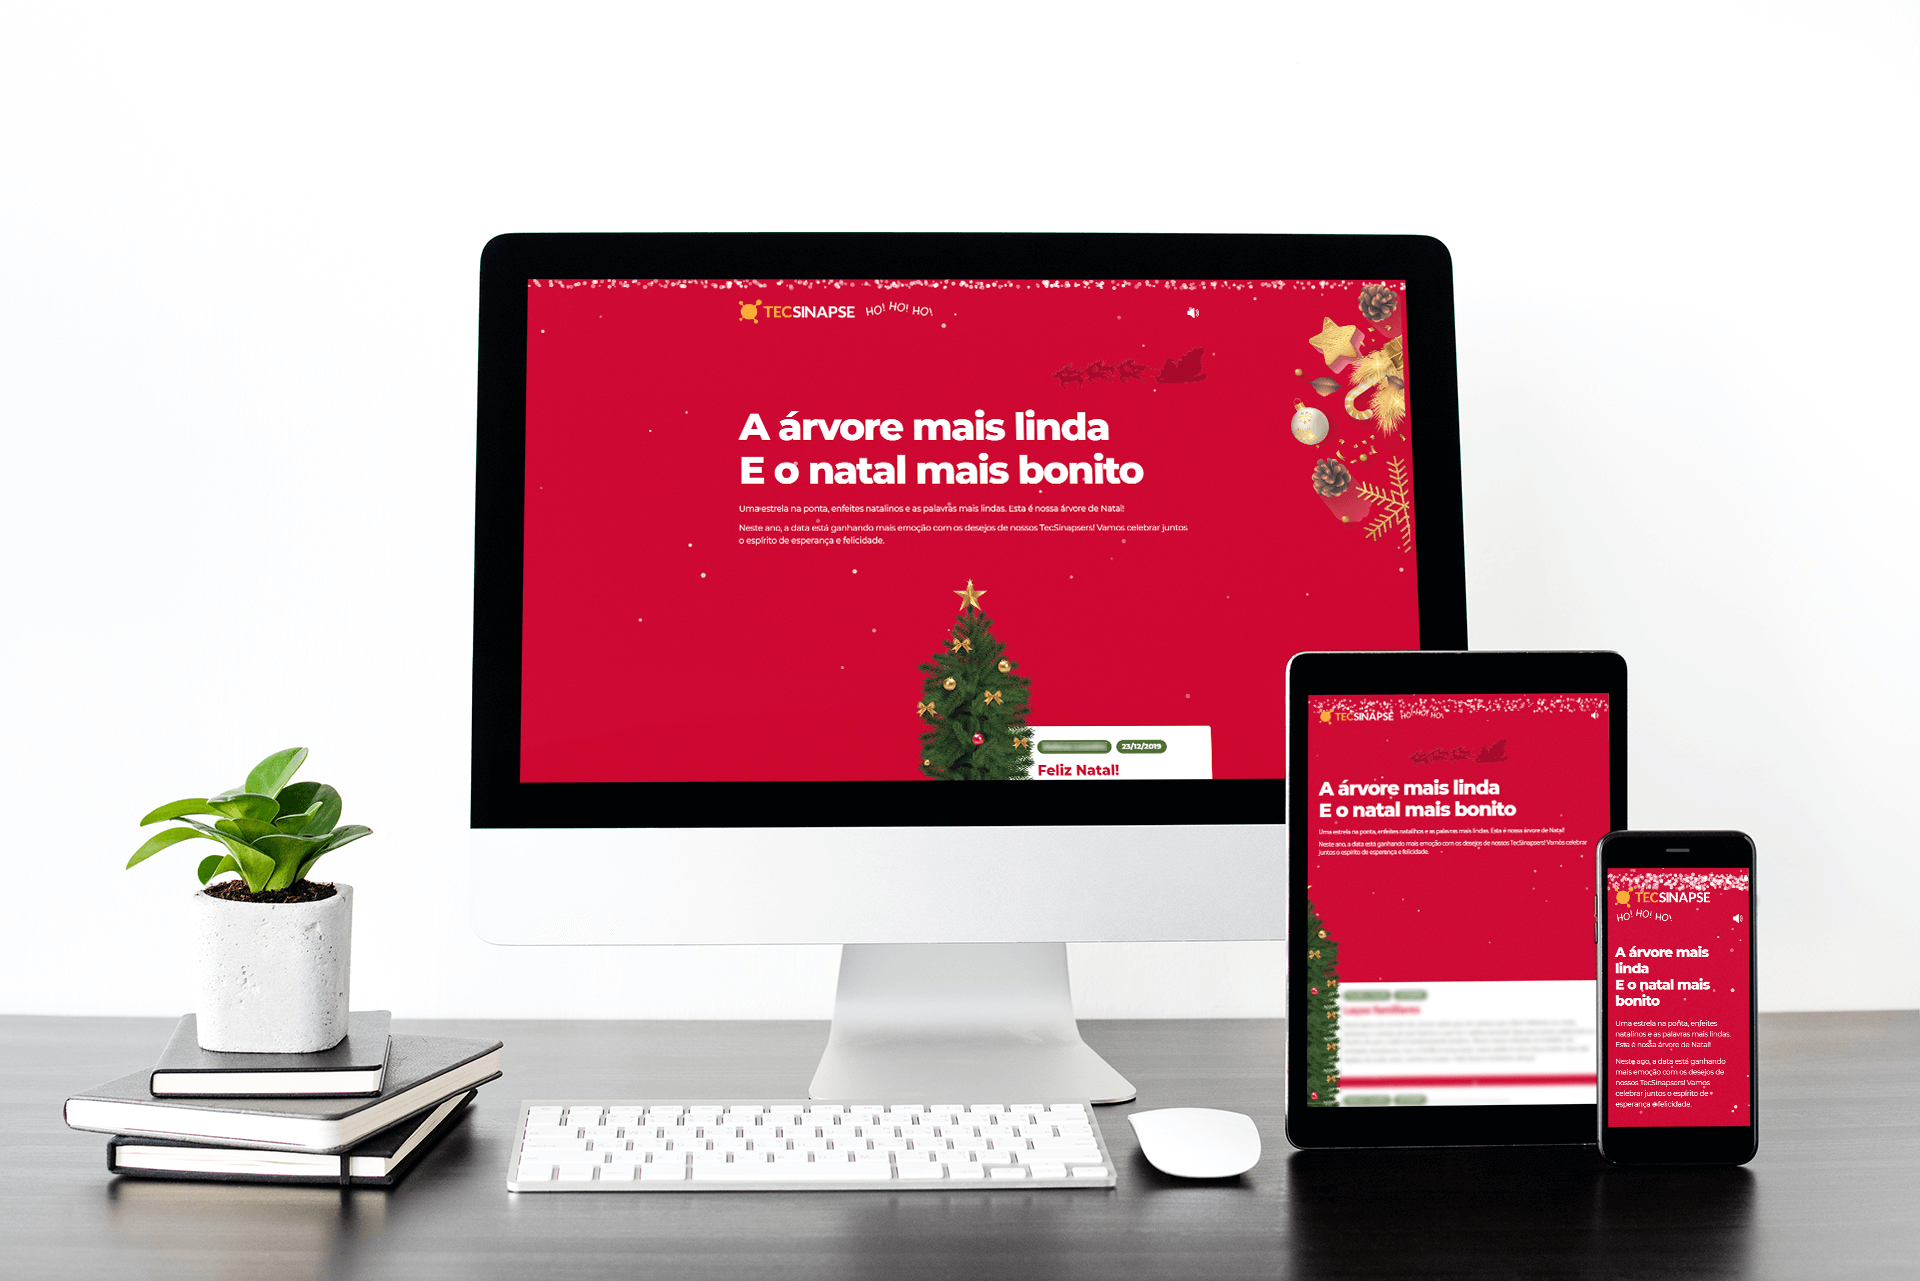 TECSINAPSE HO! HO! HO!
A árvore mais linda
E o natal mais bonito
Uma estrela na ponta, enfeites natalinos e as palavras mais lindas. Esta é nossa árvore de Natal!
Neste ano, a data está ganhando mais emoção com os desejos de nossos TecSinapsers! Vamos celebrar juntos
o espírito de esperança e felicidade.
23/12/2019
Feliz Natal!
TECSINAPSE HO! HO! HO!
A árvore mais linda
E o natal mais bonito
Uma estrela na ponta, enfeites natalinos e as palavras mais lindas. Esta é nossa árvore de Natal!
Neste ano, a data está ganhando mais emoção com os desejos de nossos TecSinapsers! Vamos celebrar
juntos o espírito de esperança e felicidade.
Laços familiares
TECSINAPSE
HO! HO! HO!
A árvore mais
linda
E o natal mais
bonito
Uma estrela na ponta, enfeites
natalinos e as palavras mais lindas.
Esta é nossa árvore de Natal!
Neste ano, a data está ganhando
mais emoção com os desejos de
nossos TecSinapsers! Vamos
celebrar juntos o espírito de
esperança e felicidade.